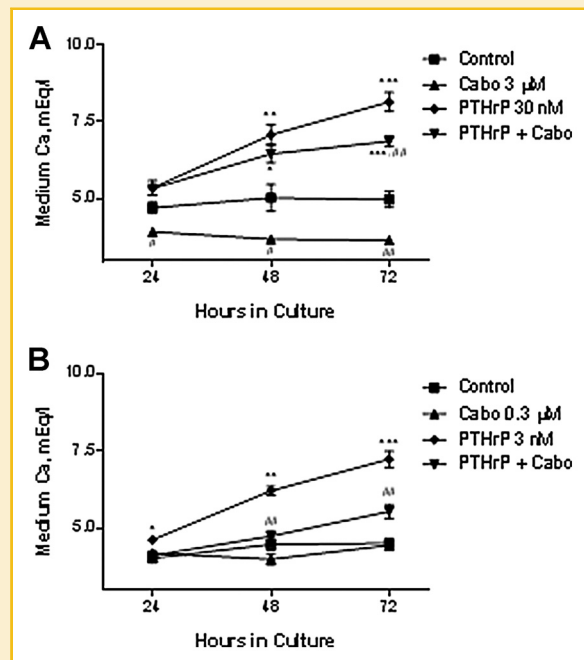 A
10.0
7.5
5.0
Medium Ca, mEq/l
24
48
72
Hours in Culture
Control
Cabo 3 µM
PTHrP 30 nM
PTHrP + Cabo
**
***
*
#
#
B
10.0
7.5
5.0
Medium Ca, mEq/l
24
48
72
Hours in Culture
Control
Cabo 0.3 µM
PTHrP 3 nM
PTHrP + Cabo
*
**
***
##
##